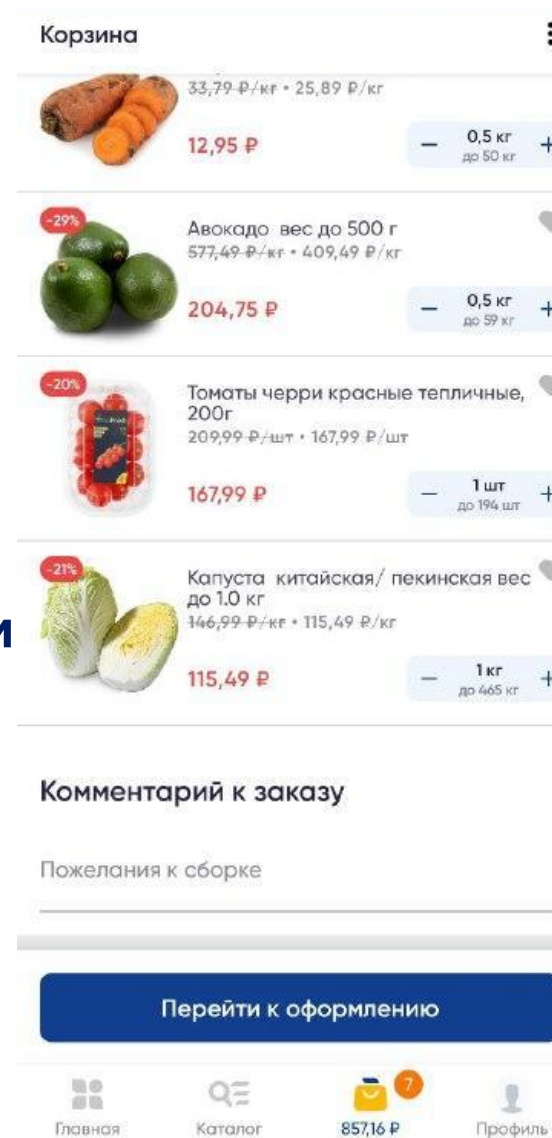 Корзина
33,79 ₽/кг • 25,89 ₽/кг
12,95 ₽
− 0,5 кг +
до 50 кг
-29%
Авокадо вес до 500 г
577,49 ₽/кг • 409,49 ₽/кг
204,75 ₽
− 0,5 кг +
до 59 кг
-20%
Томаты черри красные тепличные,
200г
209,99 ₽/шт • 167,99 ₽/шт
167,99 ₽
− 1 шт +
до 194 шт
-21%
Капуста китайская/ пекинская вес
до 1.0 кг
146,99 ₽/кг • 115,49 ₽/кг
и
115,49 ₽
− 1 кг +
до 465 кг
Комментарий к заказу
Пожелания к сборке
Перейти к оформлению
7
Главная Каталог 857,16 ₽ Профиль